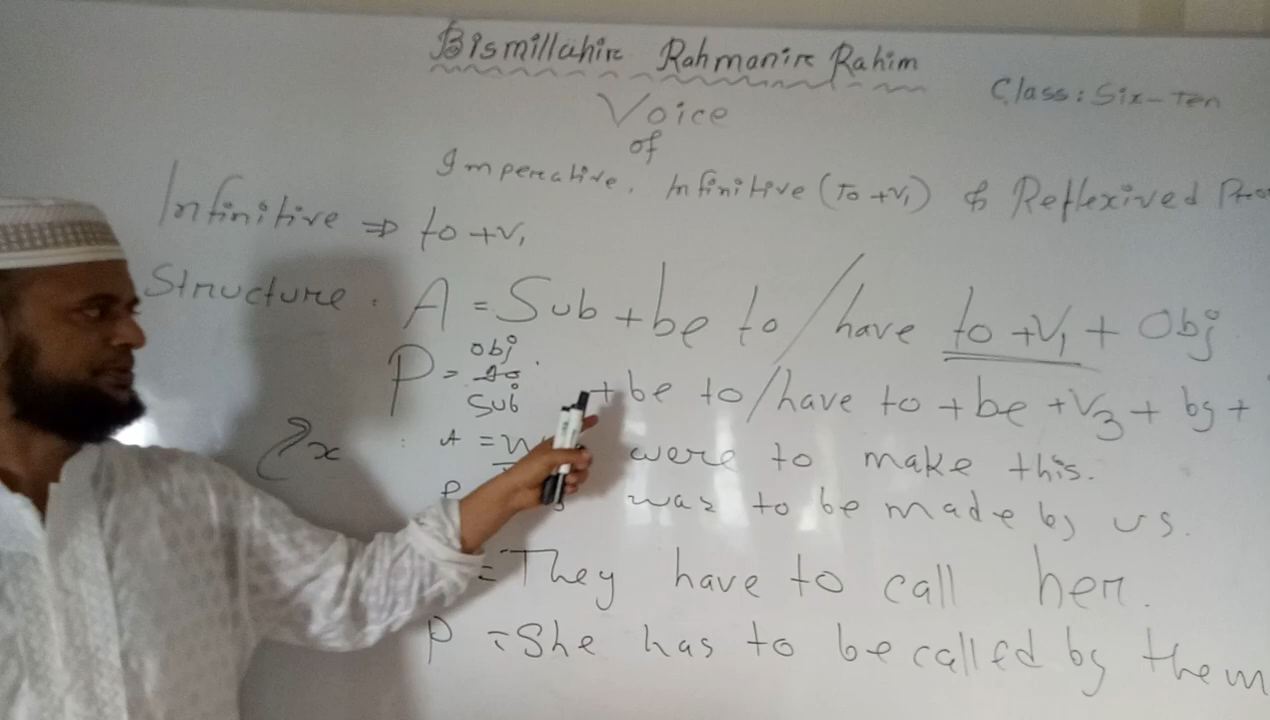 Bismillahir Rahmanir Rahim
Class: Six-Ten
Voice
of
Imperative, Infinitive (To +V1) & Reflexived
Infinitive ⇒ to +V1
Structure : A = Sub + be to / have to +V1 + Obj
P = obj to sub + be to / have to + be + V3 + by +
Ex : A = were to make this.
P was to be made by us.
= They have to call her.
P = She has to be called by them